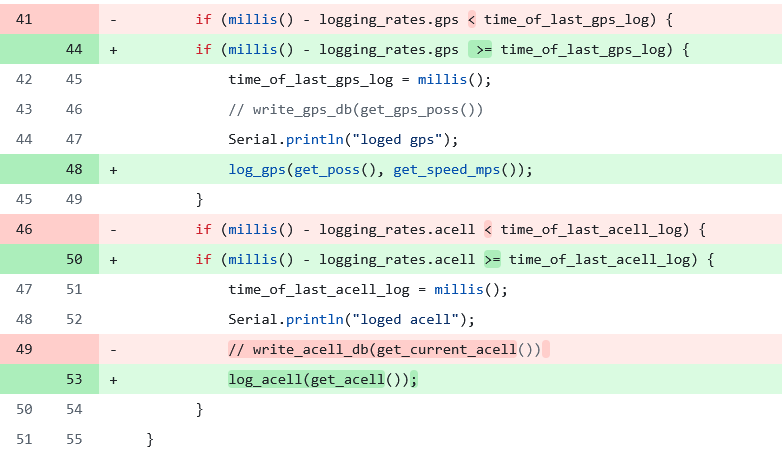 41 - if (millis() - logging_rates.gps < time_of_last_gps_log) {
44 + if (millis() - logging_rates.gps  >= time_of_last_gps_log) {
42 45 time_of_last_gps_log = millis();
43 46 // write_gps_db(get_gps_poss())
44 47 Serial.println("loged gps");
48 + log_gps(get_poss(), get_speed_mps());
45 49 }
46 - if (millis() - logging_rates.acell < time_of_last_acell_log) {
50 + if (millis() - logging_rates.acell >= time_of_last_acell_log) {
47 51 time_of_last_acell_log = millis();
48 52 Serial.println("loged acell");
49 - // write_acell_db(get_current_acell())
53 + log_acell(get_acell());
50 54 }
51 55 }